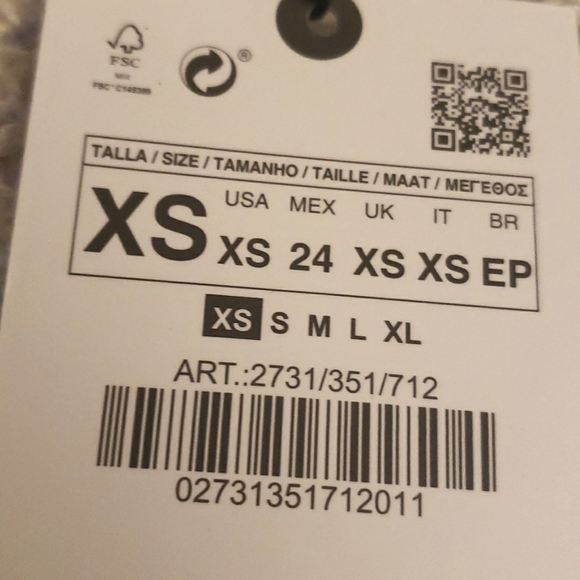 FSC
MIX
®
TALLA / SIZE / TAMANHO / TAILLE / MAAT / ΜΕΓΕΘΟΣ
USA MEX UK IT BR
XS XS 24 XS XS EP
XS S M L XL
ART.:2731/351/712
02731351712011